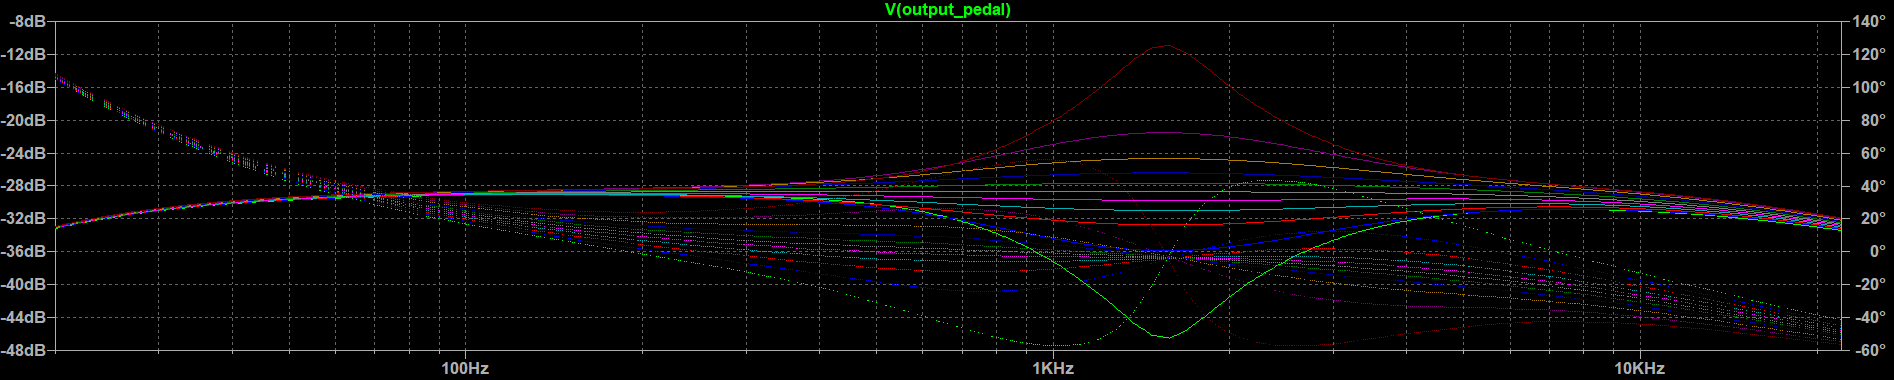 V(output_pedal)
-8dB
-12dB
-16dB
-20dB
-24dB
-28dB
-32dB
-36dB
-40dB
-44dB
-48dB
140°
120°
100°
80°
60°
40°
20°
0°
-20°
-40°
-60°
100Hz
1KHz
10KHz